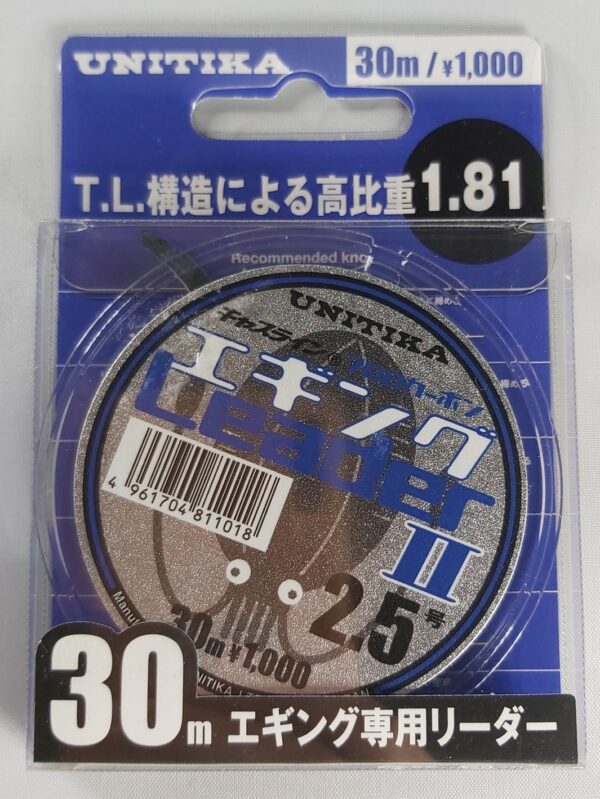 UNITIKA
30m/¥1,000
T.L.構造による高比重1.81
Recommended
UNITIKA
キャスライン®
エギング
Leader
II
4 961704 811018
2.5号
30m ¥1,000
30m エギング専用リーダー